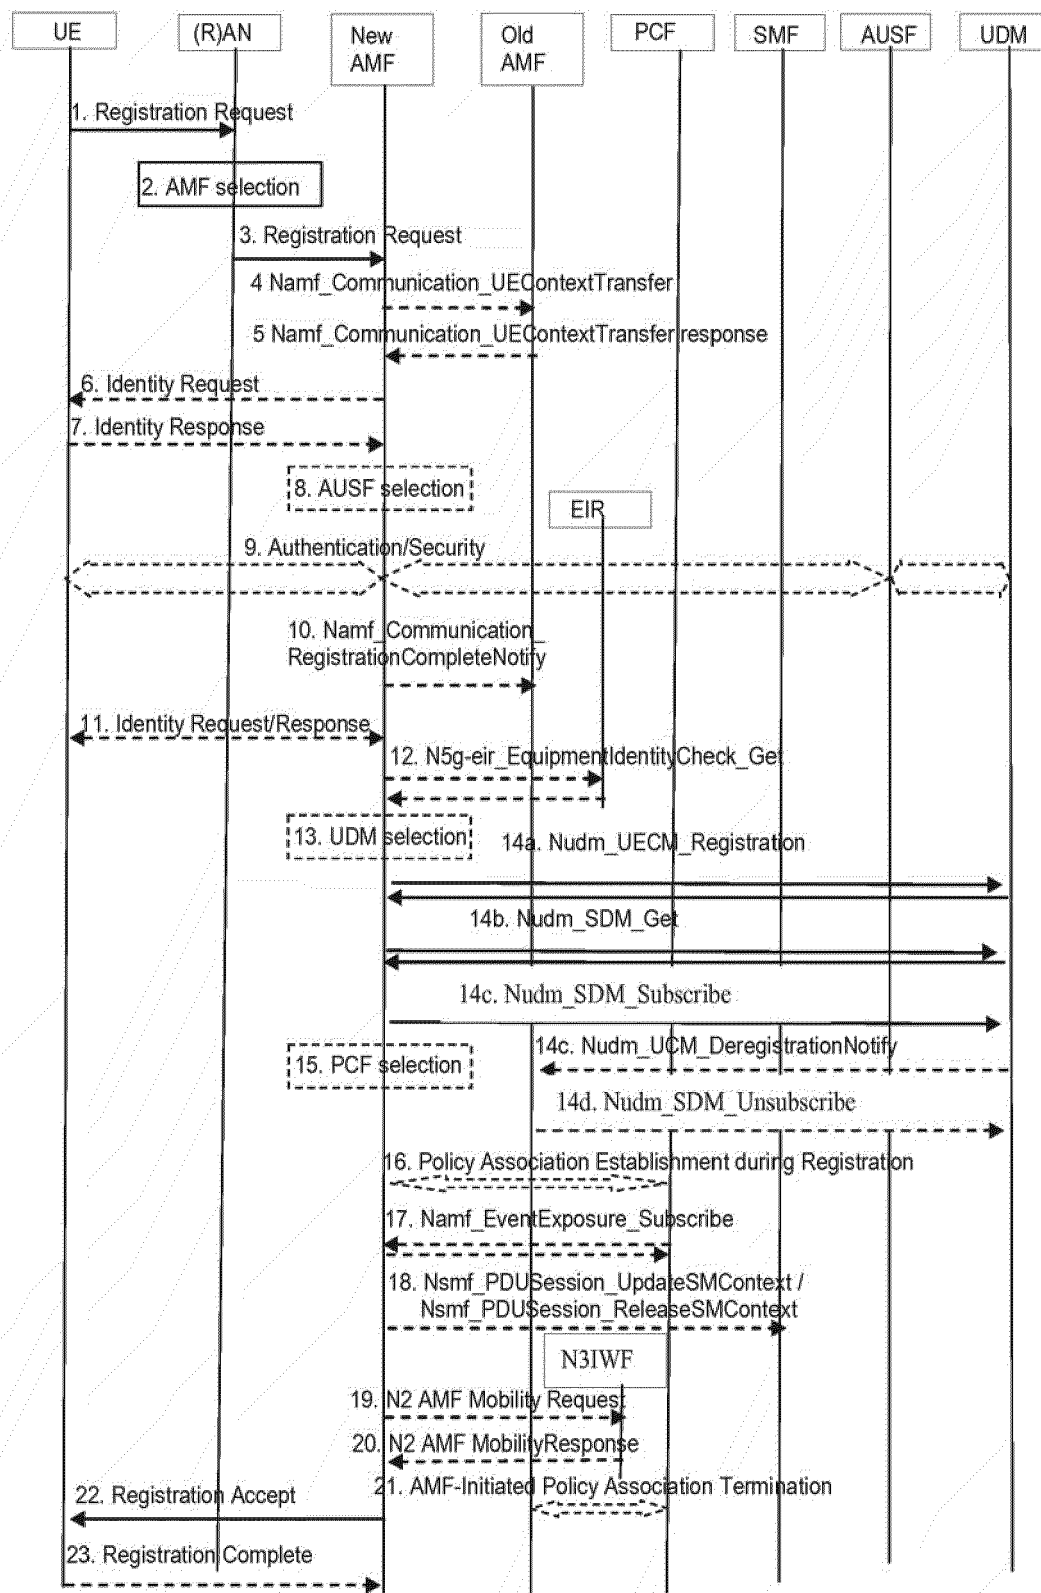 UE
(R)AN
New
AMF
Old
AMF
PCF
SMF
AUSF
UDM
1. Registration Request
2. AMF selection
3. Registration Request
4 Namf_Communication_UEContextTransfer
5 Namf_Communication_UEContextTransfer response
6. Identity Request
7. Identity Response
8. AUSF selection
EIR
9. Authentication/Security
10. Namf_Communication_
RegistrationCompleteNotify
11. Identity Request/Response
12. N5g-eir_EquipmentIdentityCheck_Get
13. UDM selection
14a. Nudm_UECM_Registration
14b. Nudm_SDM_Get
14c. Nudm_SDM_Subscribe
14c. Nudm_UCM_DeregistrationNotify
15. PCF selection
14d. Nudm_SDM_Unsubscribe
16. Policy Association Establishment during Registration
17. Namf_EventExposure_Subscribe
18. Nsmf_PDUSession_UpdateSMContext /
Nsmf_PDUSession_ReleaseSMContext
N3IWF
19. N2 AMF Mobility Request
20. N2 AMF MobilityResponse
21. AMF-Initiated Policy Association Termination
22. Registration Accept
23. Registration Complete